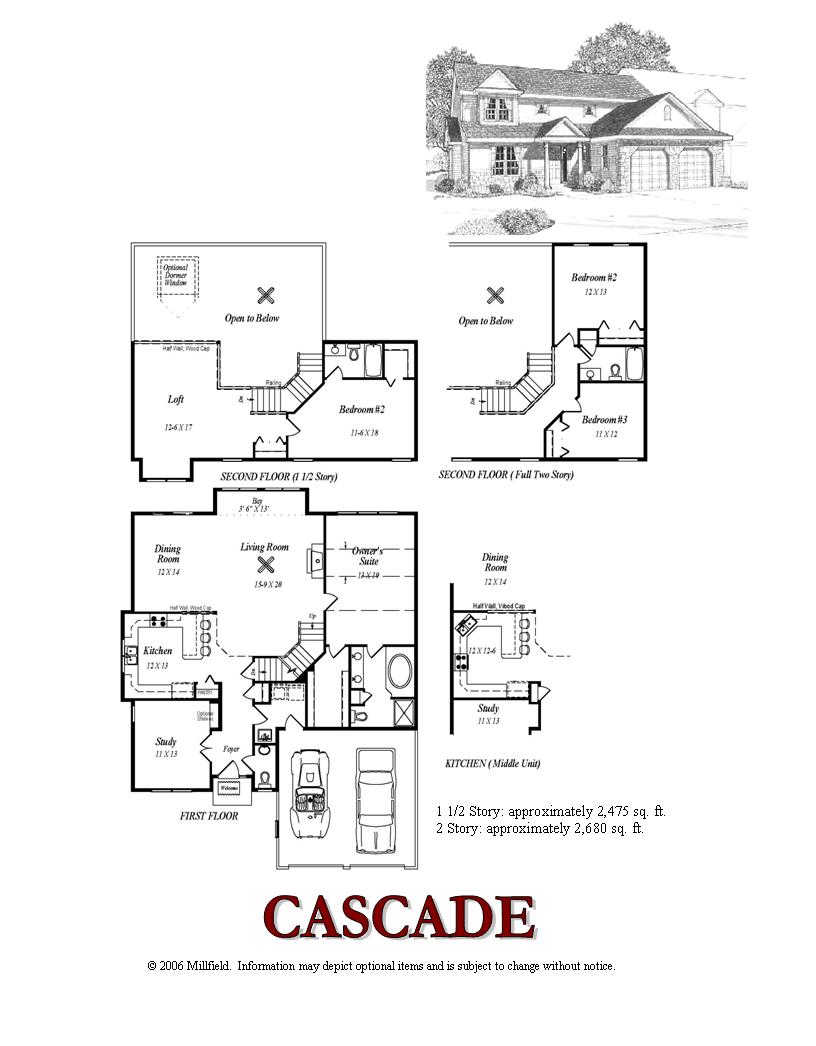 Optional
Dormer
Window
Open to Below
Half Wall, Wood Cap
Loft
12-6 X 17
Railing
Dn
Bedroom #2
11-6 X 18
SECOND FLOOR (1 1/2 Story)
Bedroom #2
12 X 13
Open to Below
Railing
Dn
Bedroom #3
11 X 12
SECOND FLOOR ( Full Two Story)
Bay
3' 6" X 13'
Dining
Room
12 X 14
Living Room
15-9 X 20
Owner's
Suite
13 X 19
Half Wall, Wood Cap
Up
Kitchen
12 X 13
Dn
PANTRY
Optional
Shelves
Study
11 X 13
Foyer
Welcome
FIRST FLOOR
Dining
Room
12 X 14
Half Wall, Wood Cap
12 X 12-6
Study
11 X 13
KITCHEN ( Middle Unit)
1 1/2 Story: approximately 2,475 sq. ft.
2 Story: approximately 2,680 sq. ft.
CASCADE
© 2006 Millfield. Information may depict optional items and is subject to change without notice.